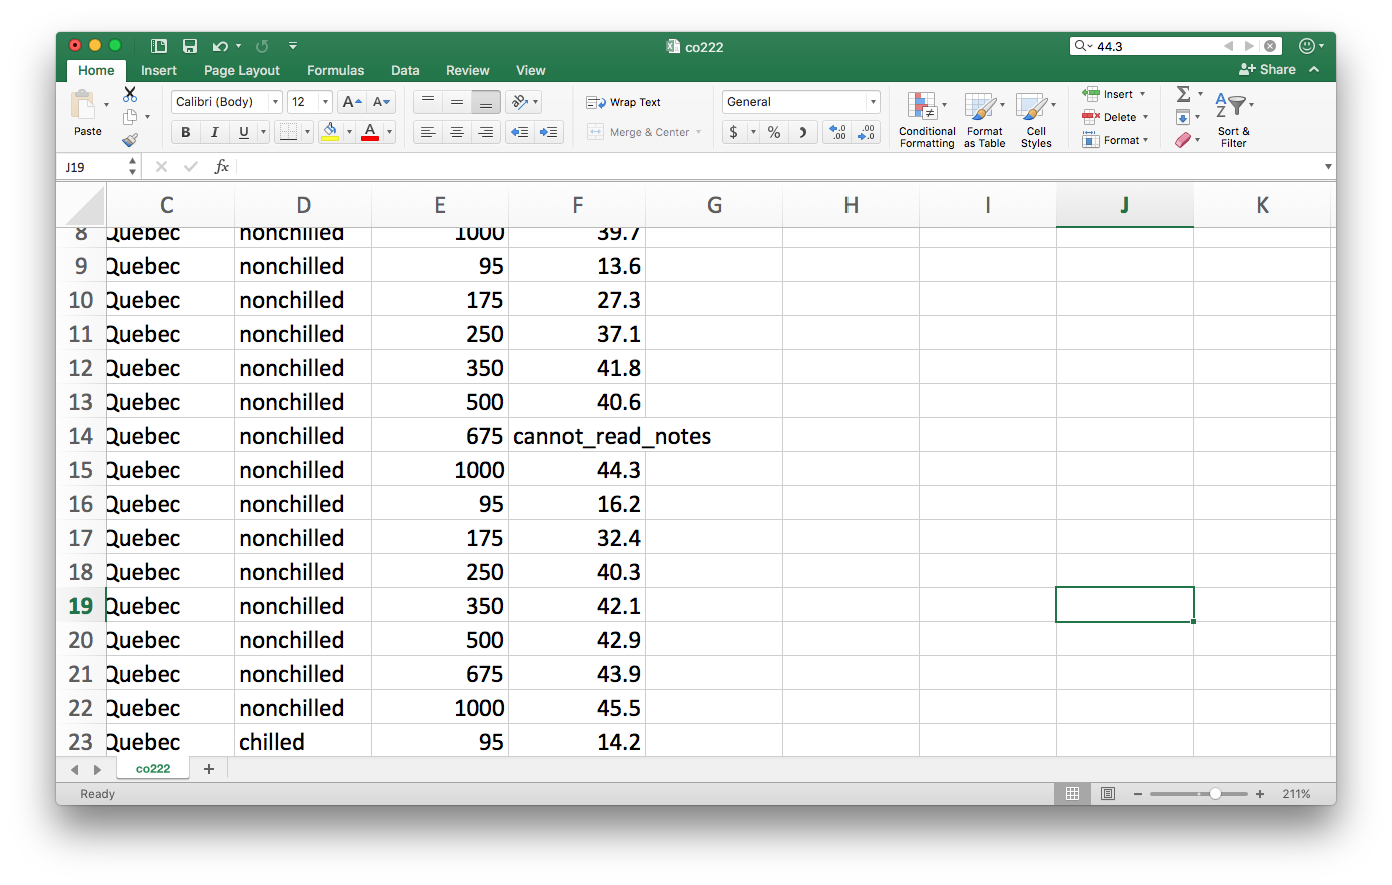 co222
44.3
Home Insert Page Layout Formulas Data Review View
Share
Calibri (Body) 12 A A
Wrap Text
General
Insert
Delete
Format
Paste
B I U A
Merge & Center
$ % .0 .00 .00 .0
Conditional Formatting
Format as Table
Cell Styles
Σ
A Z
Sort & Filter
J19 fx
C D E F G H I J K
8 Quebec nonchilled 1000 39.7
9 Quebec nonchilled 95 13.6
10 Quebec nonchilled 175 27.3
11 Quebec nonchilled 250 37.1
12 Quebec nonchilled 350 41.8
13 Quebec nonchilled 500 40.6
14 Quebec nonchilled 675 cannot_read_notes
15 Quebec nonchilled 1000 44.3
16 Quebec nonchilled 95 16.2
17 Quebec nonchilled 175 32.4
18 Quebec nonchilled 250 40.3
19 Quebec nonchilled 350 42.1
20 Quebec nonchilled 500 42.9
21 Quebec nonchilled 675 43.9
22 Quebec nonchilled 1000 45.5
23 Quebec chilled 95 14.2
co222 +
Ready 211%